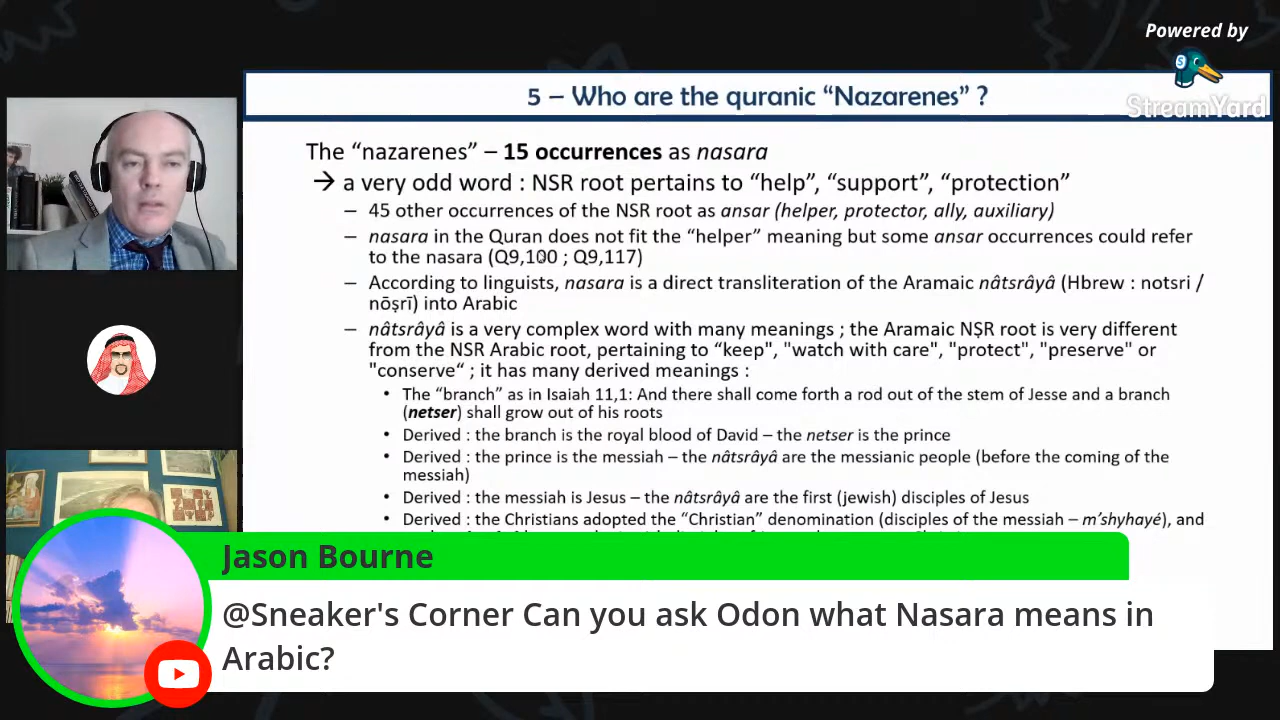 Powered by
StreamYard
5 – Who are the quranic “Nazarenes” ?
The “nazarenes” – 15 occurrences as nasara
→ a very odd word : NSR root pertains to “help”, “support”, “protection”
– 45 other occurrences of the NSR root as ansar (helper, protector, ally, auxiliary)
– nasara in the Quran does not fit the “helper” meaning but some ansar occurrences could refer
to the nasara (Q9,100 ; Q9,117)
– According to linguists, nasara is a direct transliteration of the Aramaic nâtsrâyâ (Hbrew : notsri /
nōṣrī) into Arabic
– nâtsrâyâ is a very complex word with many meanings ; the Aramaic NṢR root is very different
from the NSR Arabic root, pertaining to “keep", "watch with care", "protect", "preserve" or
"conserve“ ; it has many derived meanings :
• The “branch” as in Isaiah 11,1: And there shall come forth a rod out of the stem of Jesse and a branch
(netser) shall grow out of his roots
• Derived : the branch is the royal blood of David – the netser is the prince
• Derived : the prince is the messiah – the nâtsrâyâ are the messianic people (before the coming of the
messiah)
• Derived : the messiah is Jesus – the nâtsrâyâ are the first (jewish) disciples of Jesus
• Derived : the Christians adopted the “Christian” denomination (disciples of the messiah – m’shyhayé), and
Jason Bourne
@Sneaker's Corner Can you ask Odon what Nasara means in
Arabic?